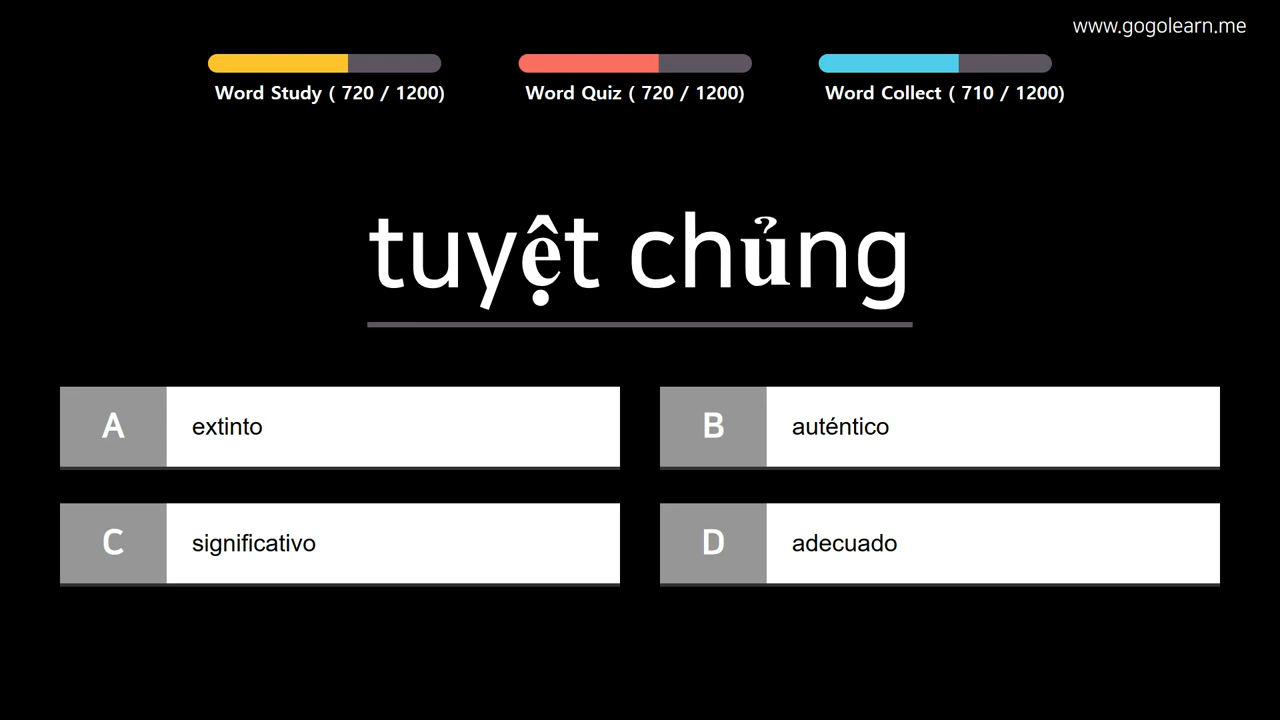 www.gogolearn.me
Word Study ( 720 / 1200)
Word Quiz ( 720 / 1200)
Word Collect ( 710 / 1200)
tuyệt chủng
A extinto
B auténtico
C significativo
D adecuado